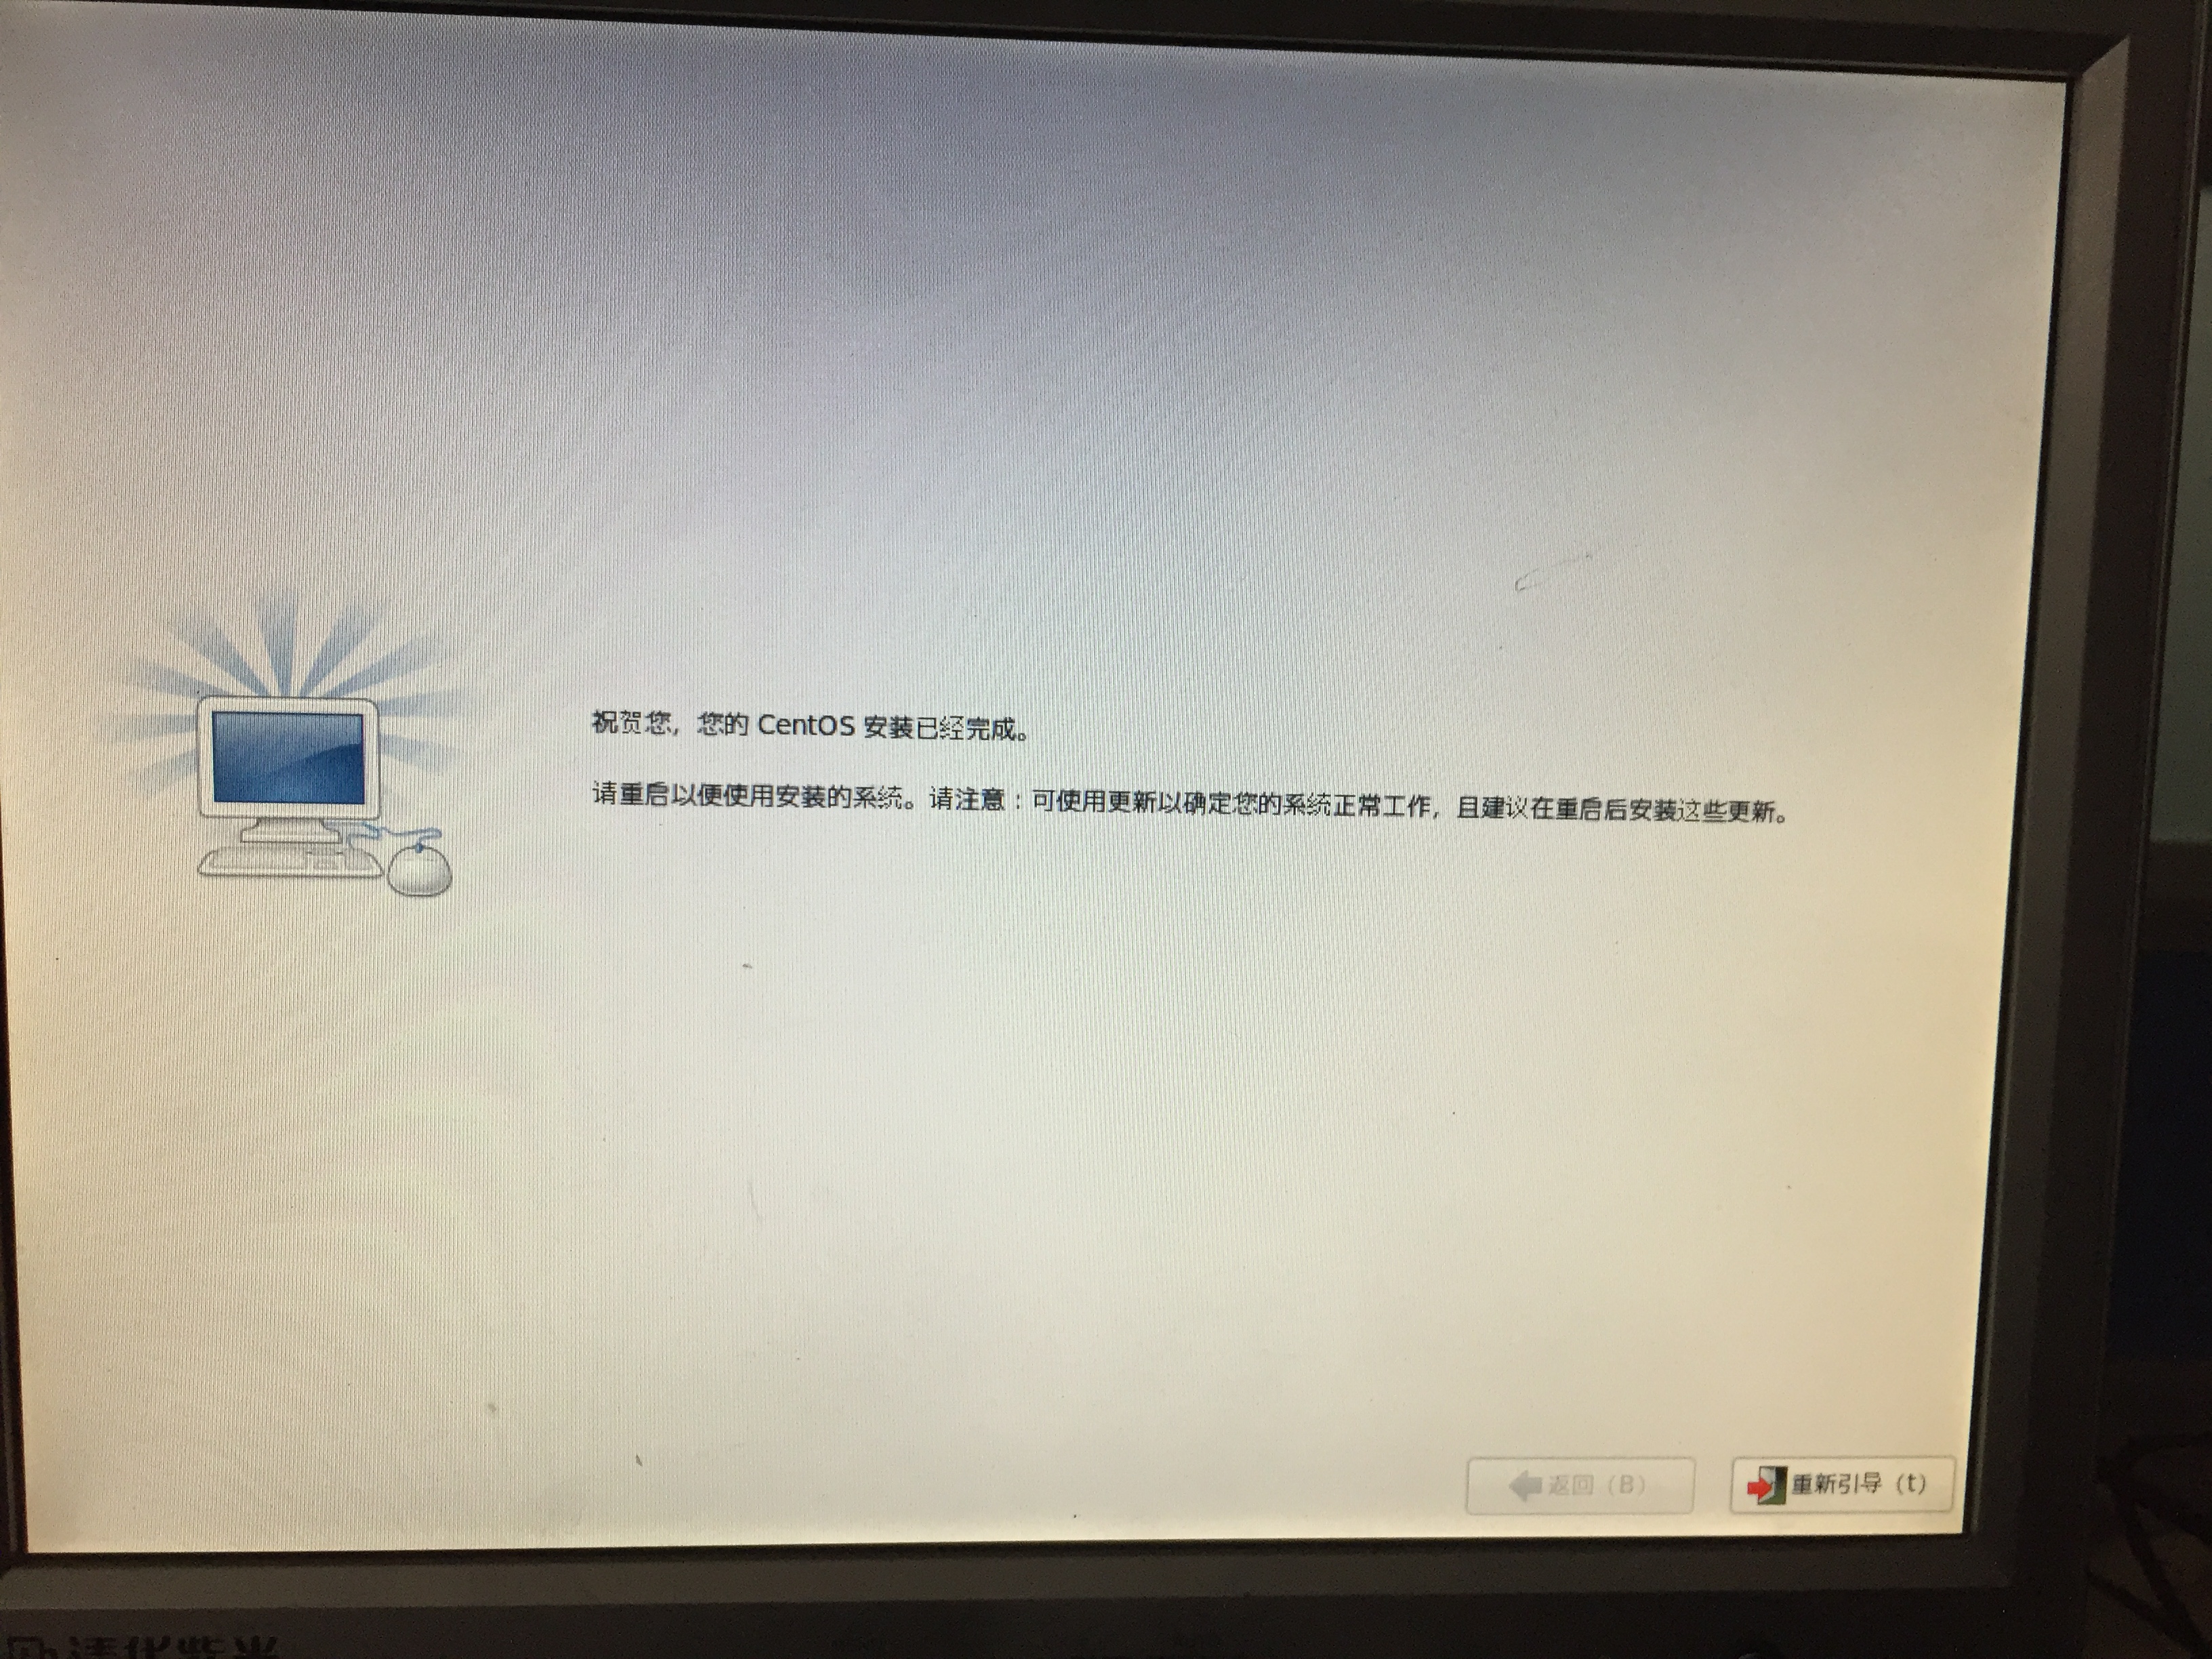 祝贺您，您的 CentOS 安装已经完成。
请重启以便使用安装的系统。请注意：可使用更新以确定您的系统正常工作，且建议在重启后安装这些更新。
返回（B）
重新引导（t）
清华紫光